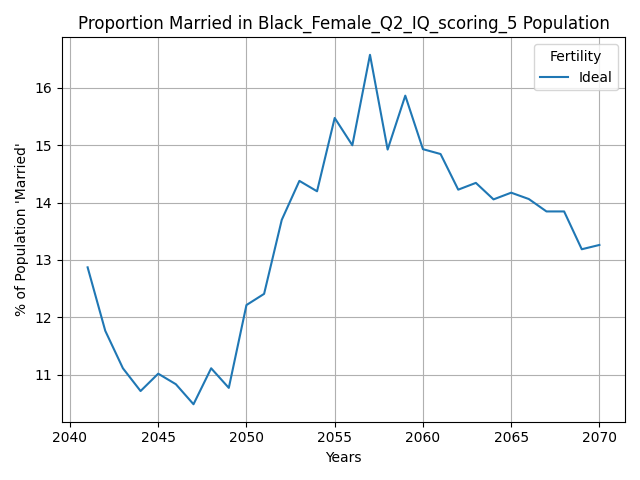 Proportion Married in Black_Female_Q2_IQ_scoring_5 Population
Fertility
Ideal
% of Population 'Married'
16
15
14
13
12
11
2040 2045 2050 2055 2060 2065 2070
Years